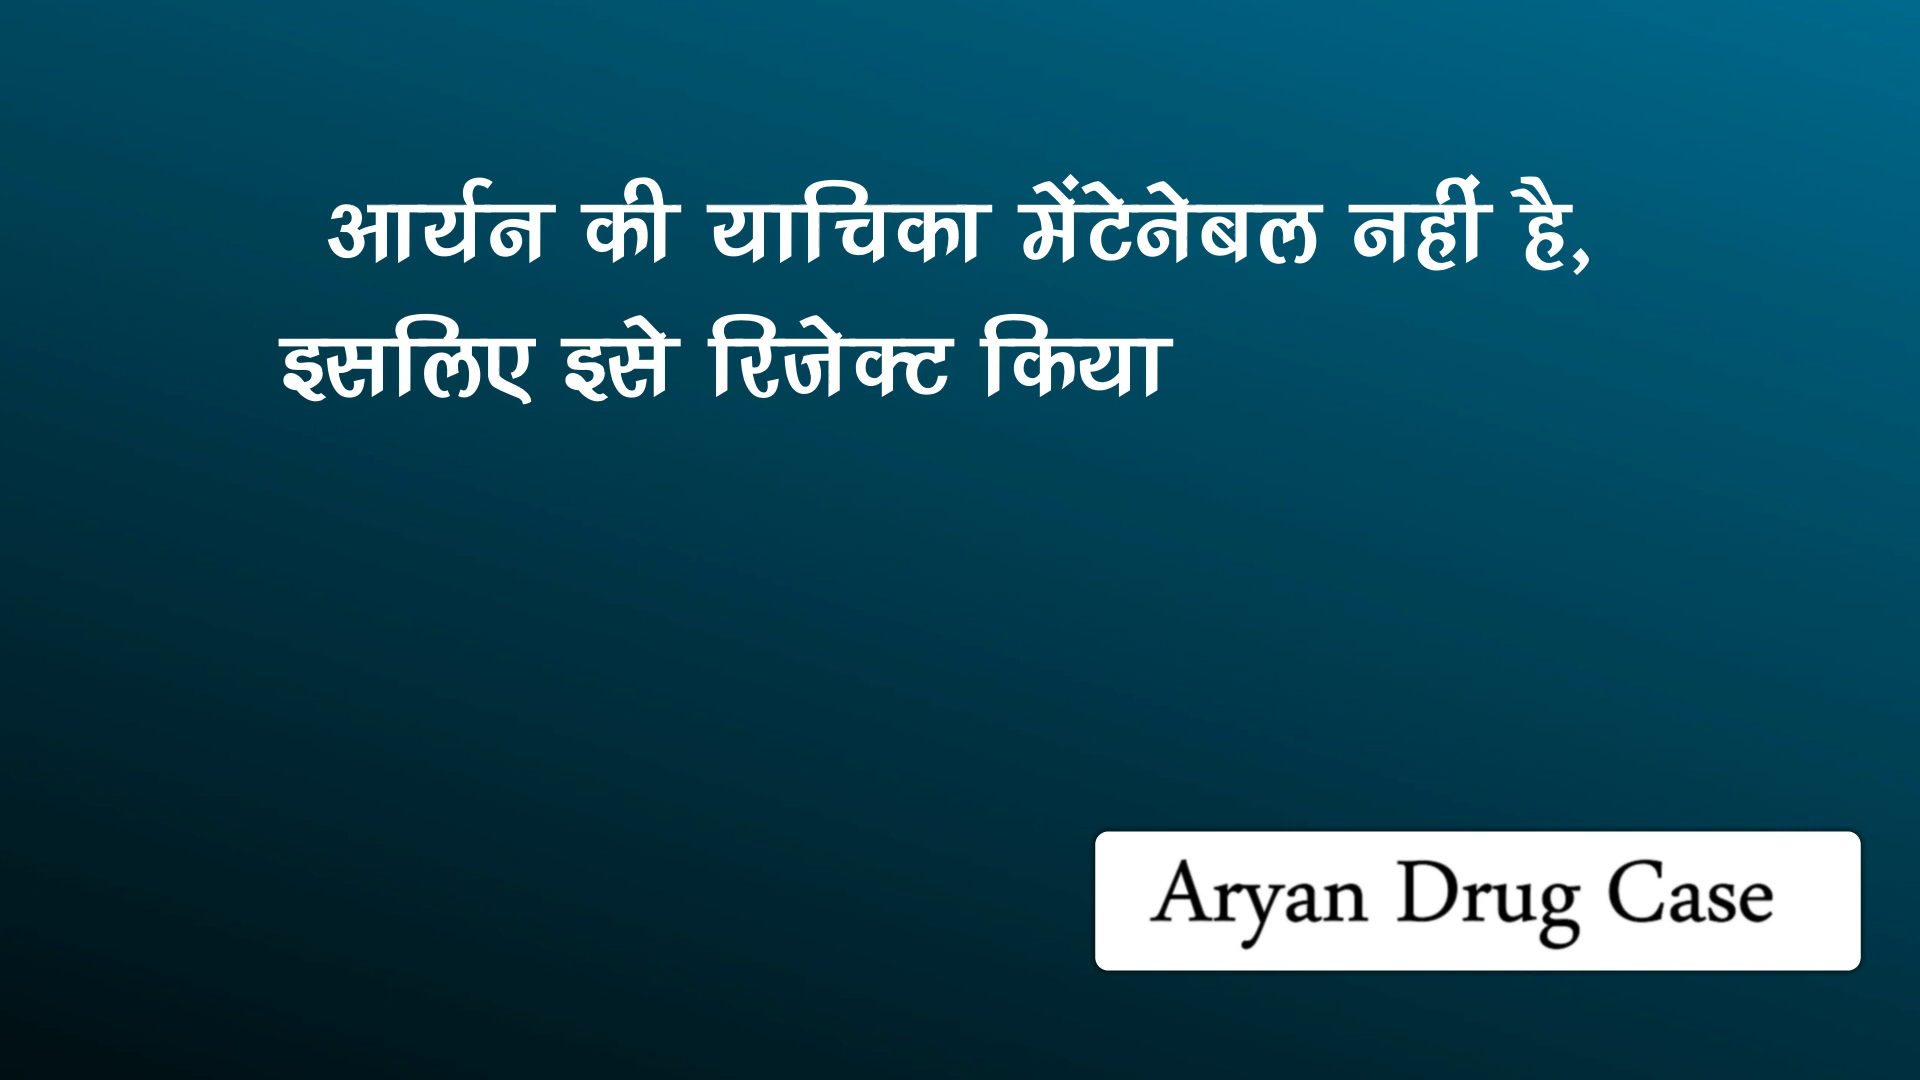 आर्यन की याचिका मेंटेनेबल नहीं है,
इसलिए इसे रिजेक्ट किया
Aryan Drug Case